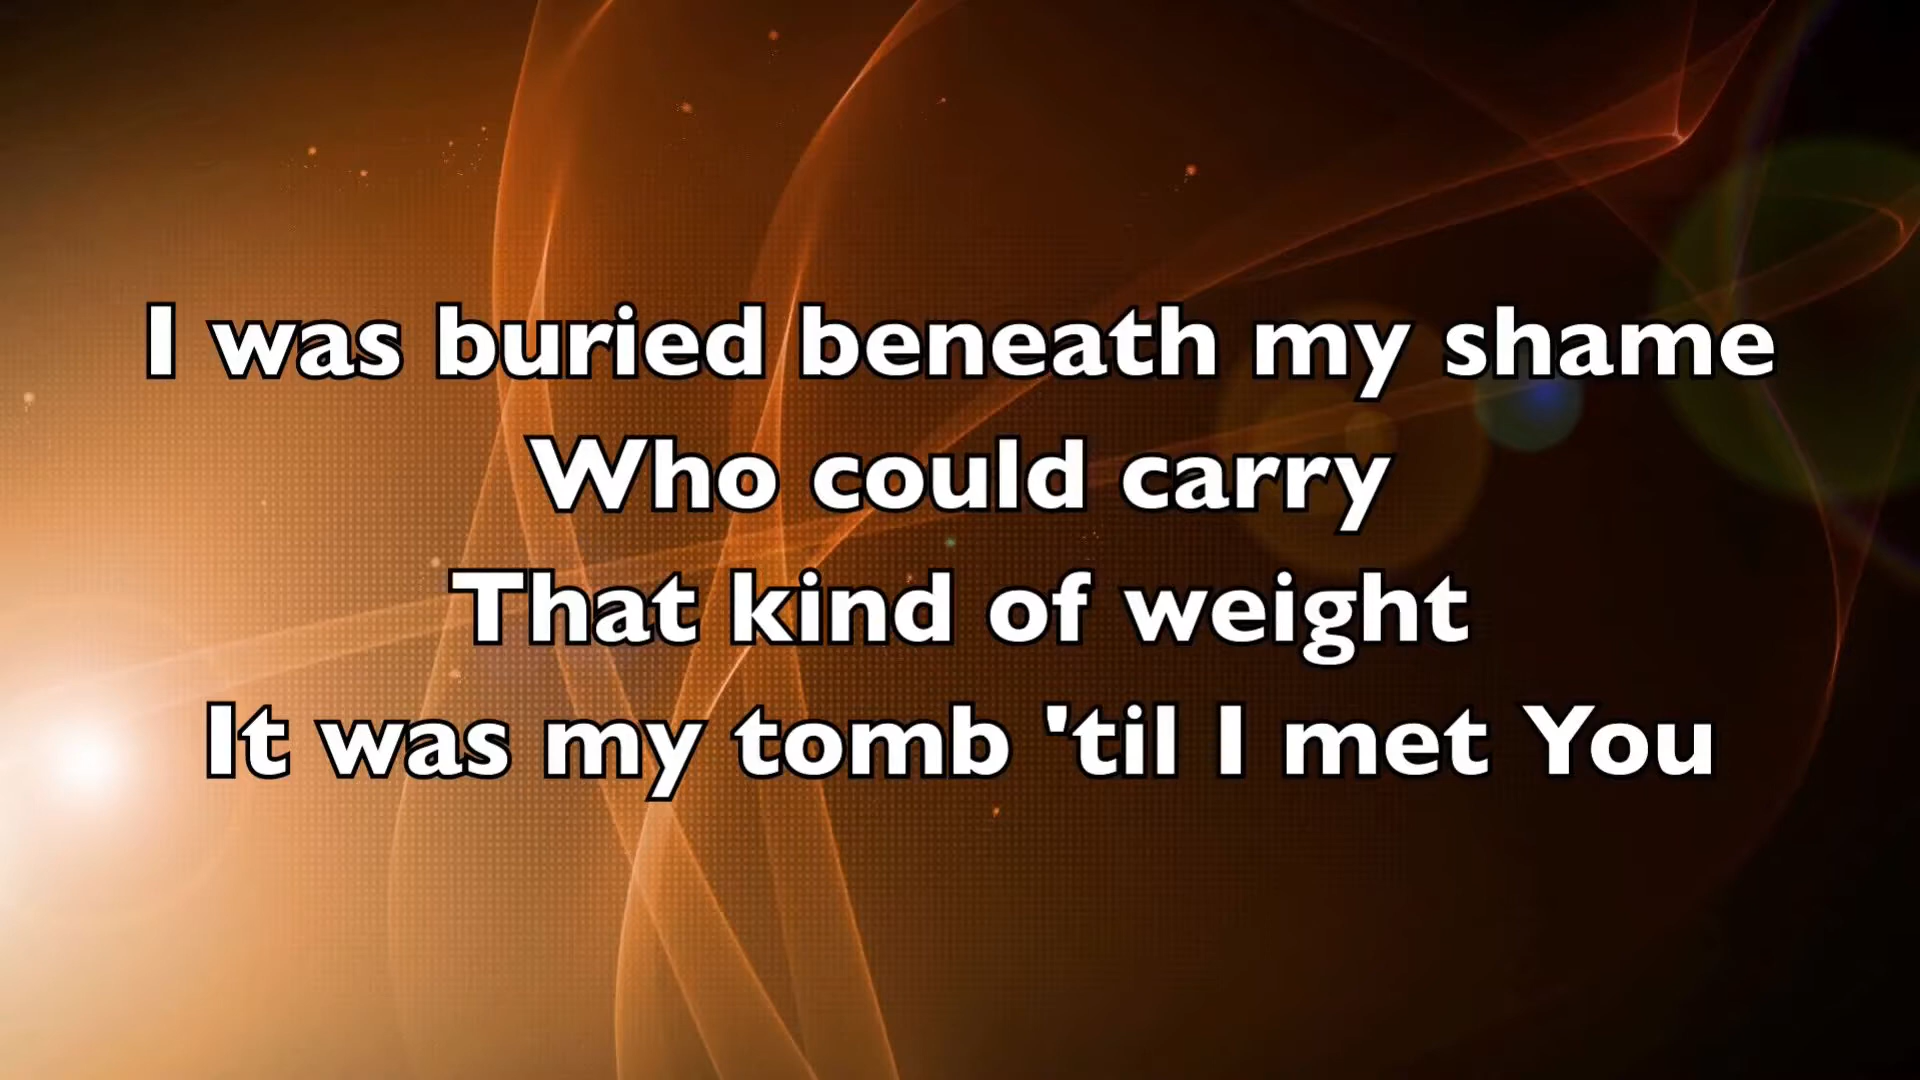 I was buried beneath my shame
Who could carry
That kind of weight
It was my tomb 'til I met You